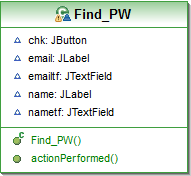 Find_PW
chk: JButton
email: JLabel
emailtf: JTextField
name: JLabel
nametf: JTextField
Find_PW()
actionPerformed()